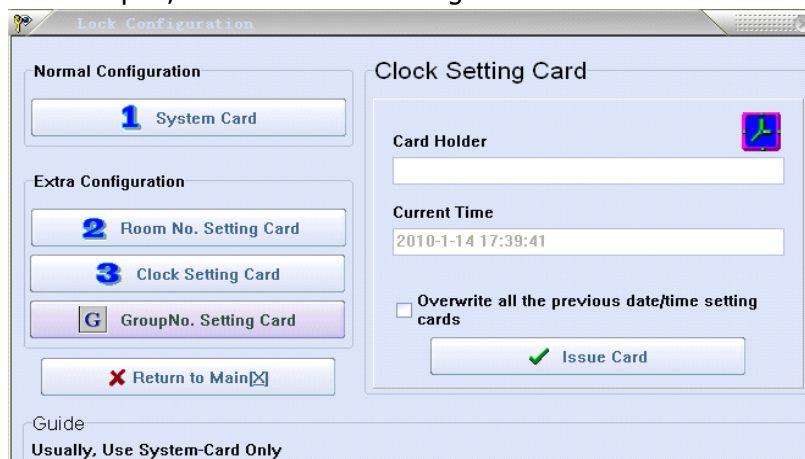 Lock Configuration
Normal Configuration
1 System Card
Extra Configuration
2 Room No. Setting Card
3 Clock Setting Card
G GroupNo. Setting Card
Return to Main[X]
Clock Setting Card
Card Holder
Current Time
2010-1-14 17:39:41
Overwrite all the previous date/time setting
cards
Issue Card
Guide
Usually, Use System-Card Only